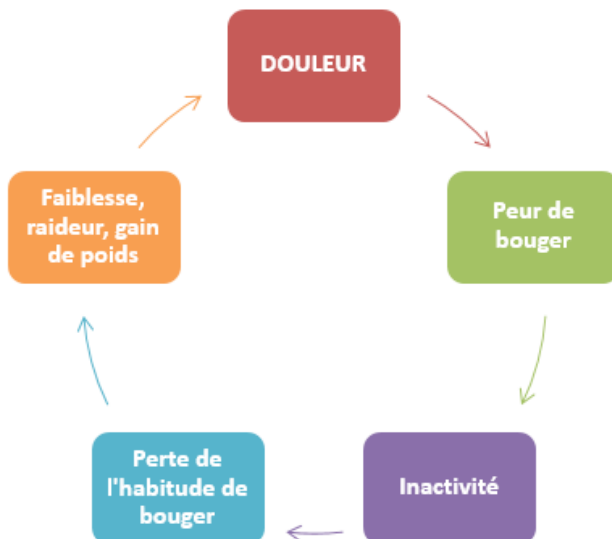 DOULEUR
Peur de
bouger
Inactivité
Perte de
l'habitude de
bouger
Faiblesse,
raideur, gain
de poids